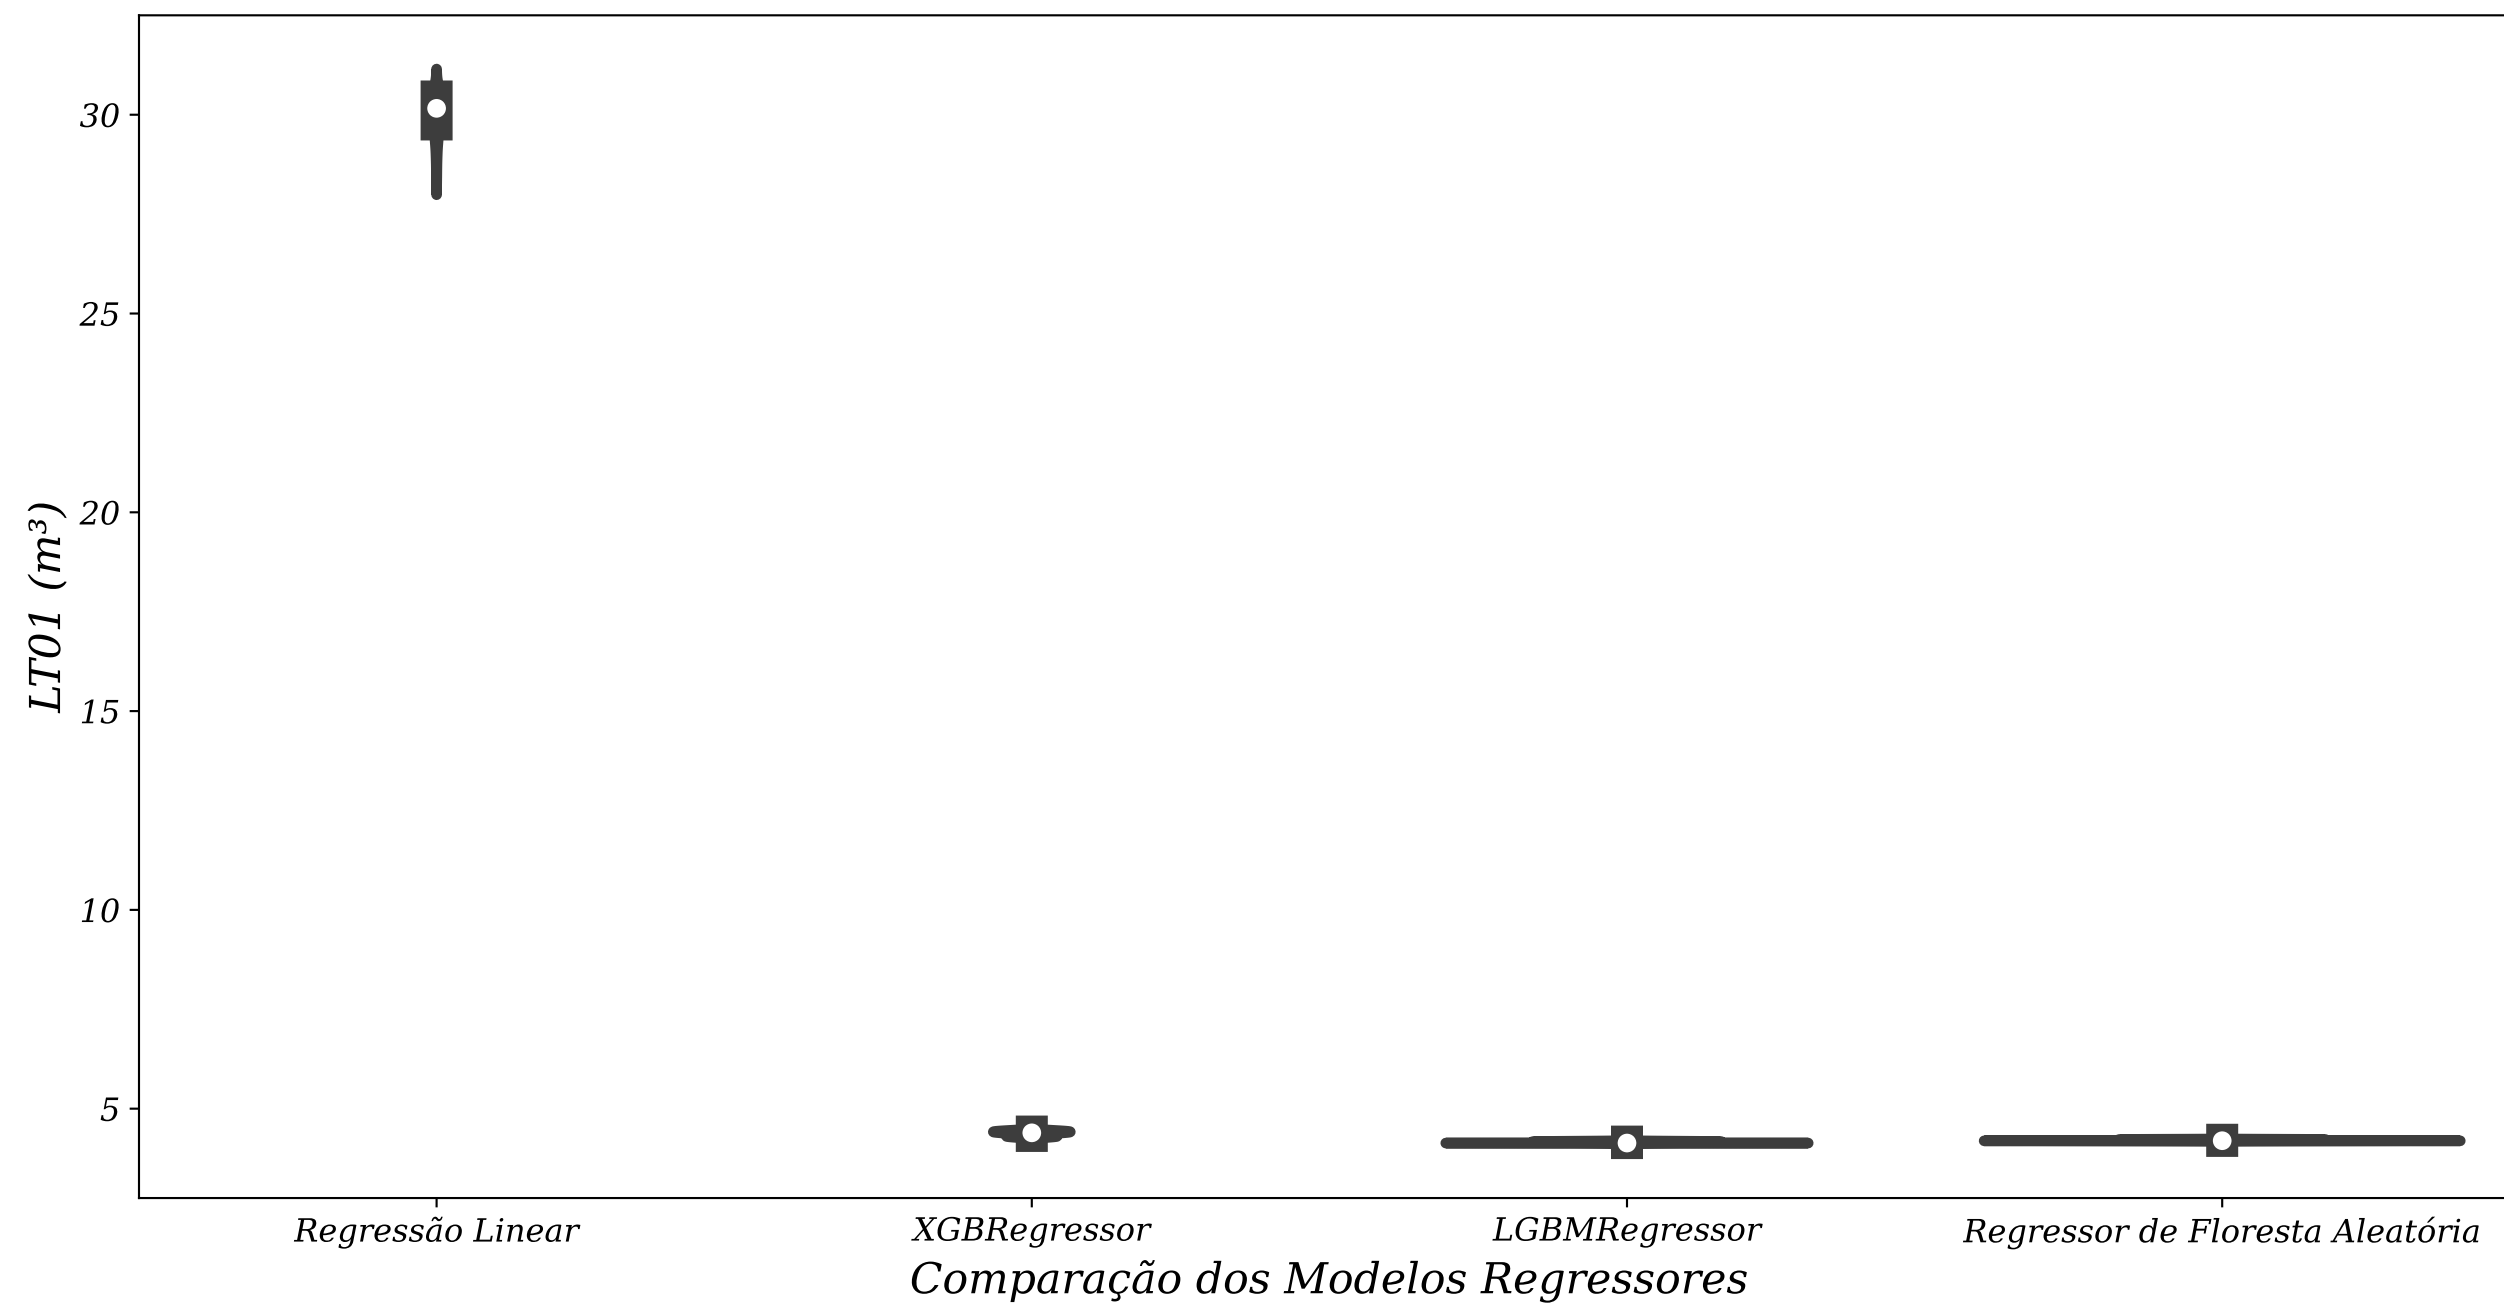 LT01 (m³)
30
25
20
15
10
5
Regressão Linear
XGBRegressor
LGBMRegressor
Regressor de Floresta Aleatória
Comparação dos Modelos Regressores